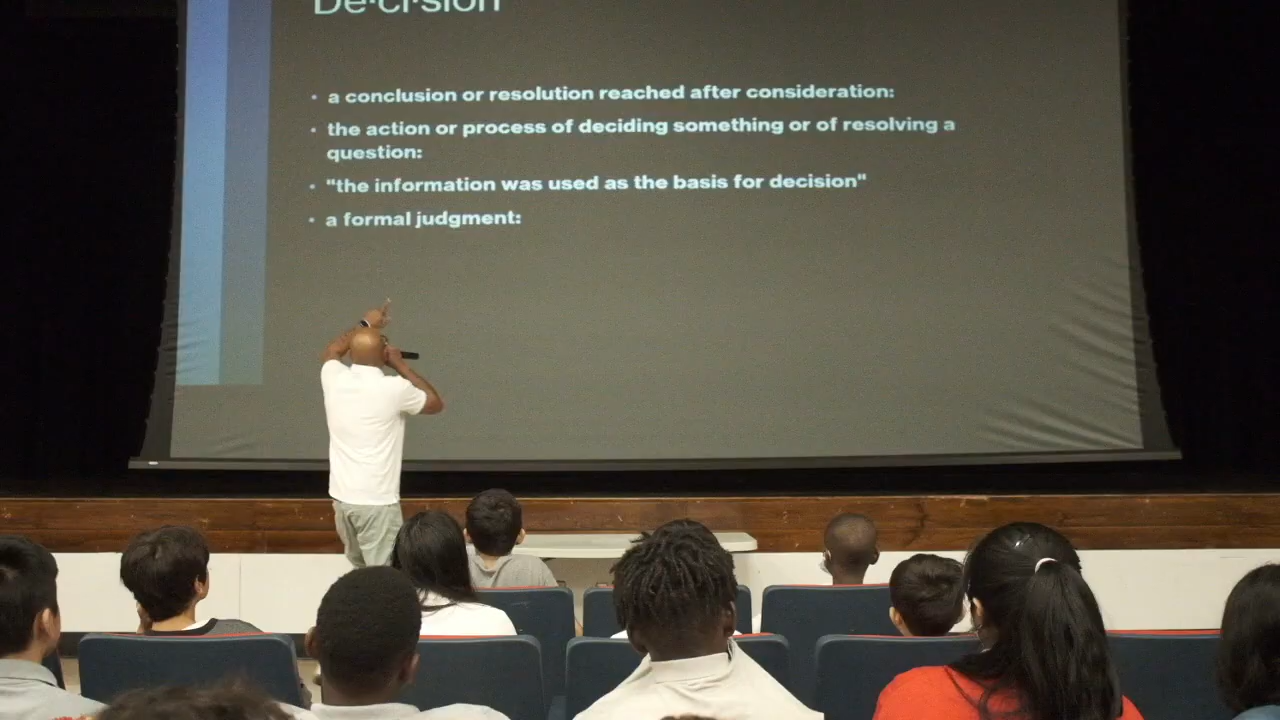 De·ci·sion
• a conclusion or resolution reached after consideration:
• the action or process of deciding something or of resolving a
question:
• "the information was used as the basis for decision"
• a formal judgment: